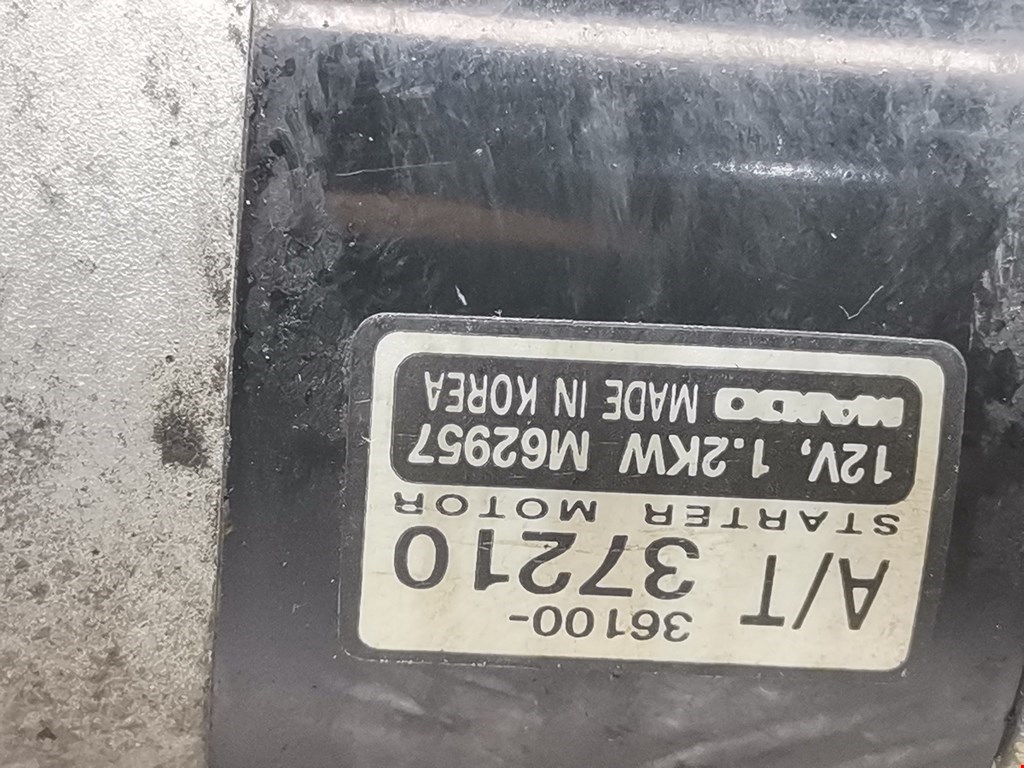 36100-
A/T 37210
STARTER MOTOR
12V, 1.2KW M62957
MANDO MADE IN KOREA